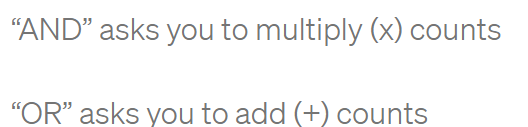 “AND” asks you to multiply (x) counts
“OR” asks you to add (+) counts